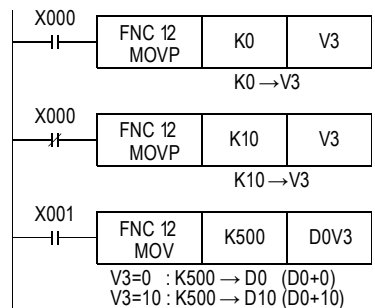 X000
FNC 12
MOVP
K0
V3
K0 → V3
X000
FNC 12
MOVP
K10
V3
K10 → V3
X001
FNC 12
MOV
K500
D0V3
V3=0 : K500 → D0 (D0+0)
V3=10 : K500 → D10 (D0+10)